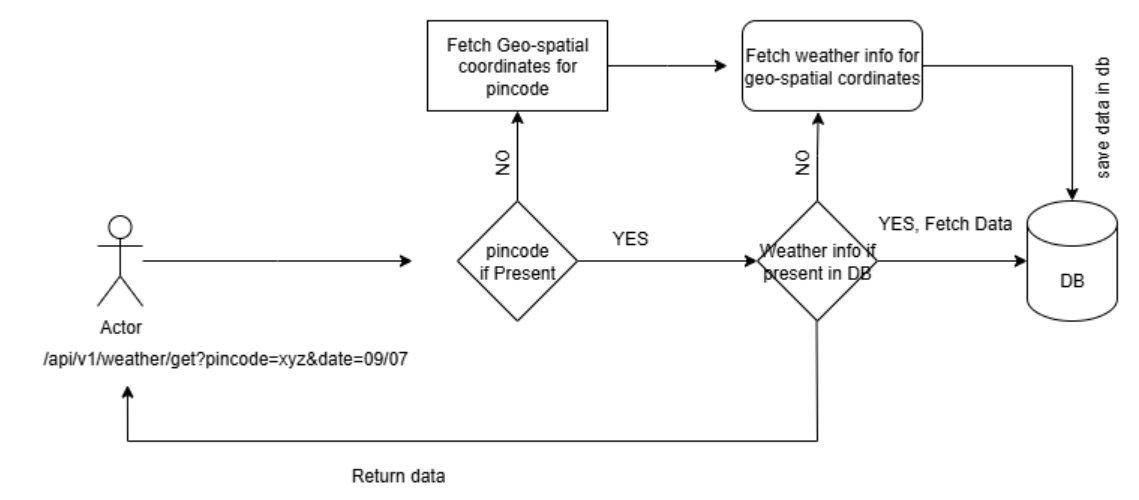 Fetch Geo-spatial
coordinates for
pincode
Fetch weather info for
geo-spatial cordinates
save data in db
NO
NO
pincode
if Present
YES
Weather info if
present in DB
YES, Fetch Data
DB
Actor
/api/v1/weather/get?pincode=xyz&date=09/07
Return data